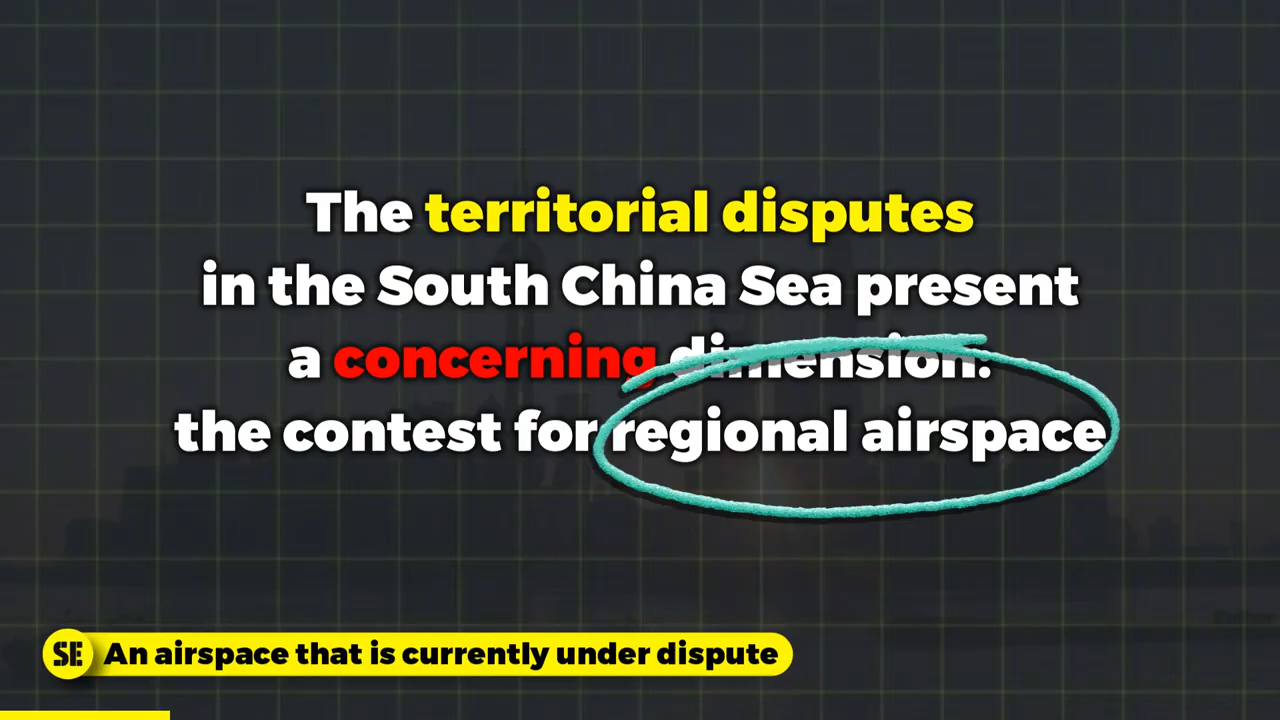 The territorial disputes
in the South China Sea present
a concerning dimension:
the contest for regional airspace
SE An airspace that is currently under dispute